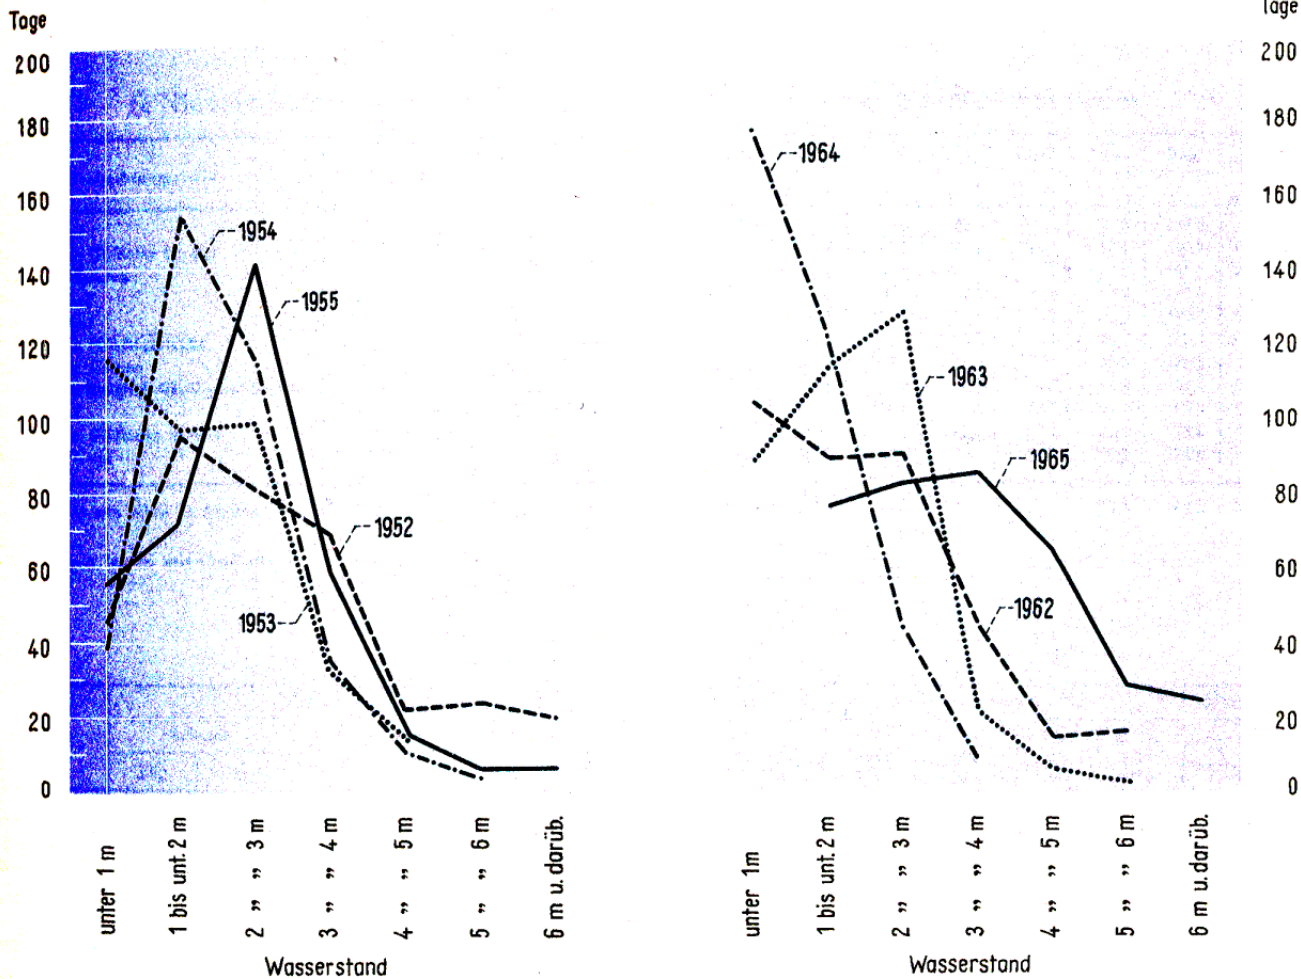 Tage
200
180
160
140
120
100
80
60
40
20
0
1954
1955
1952
1953
unter 1 m
1 bis unt. 2 m
2 „ „ 3 m
3 „ „ 4 m
4 „ „ 5 m
5 „ „ 6 m
6 m u. darüb.
Wasserstand
Tage
200
180
160
140
120
100
80
60
40
20
0
1964
1963
1965
1962
unter 1m
1 bis unt. 2 m
2 „ „ 3 m
3 „ „ 4 m
4 „ „ 5 m
5 „ „ 6 m
6 m u. darüb.
Wasserstand